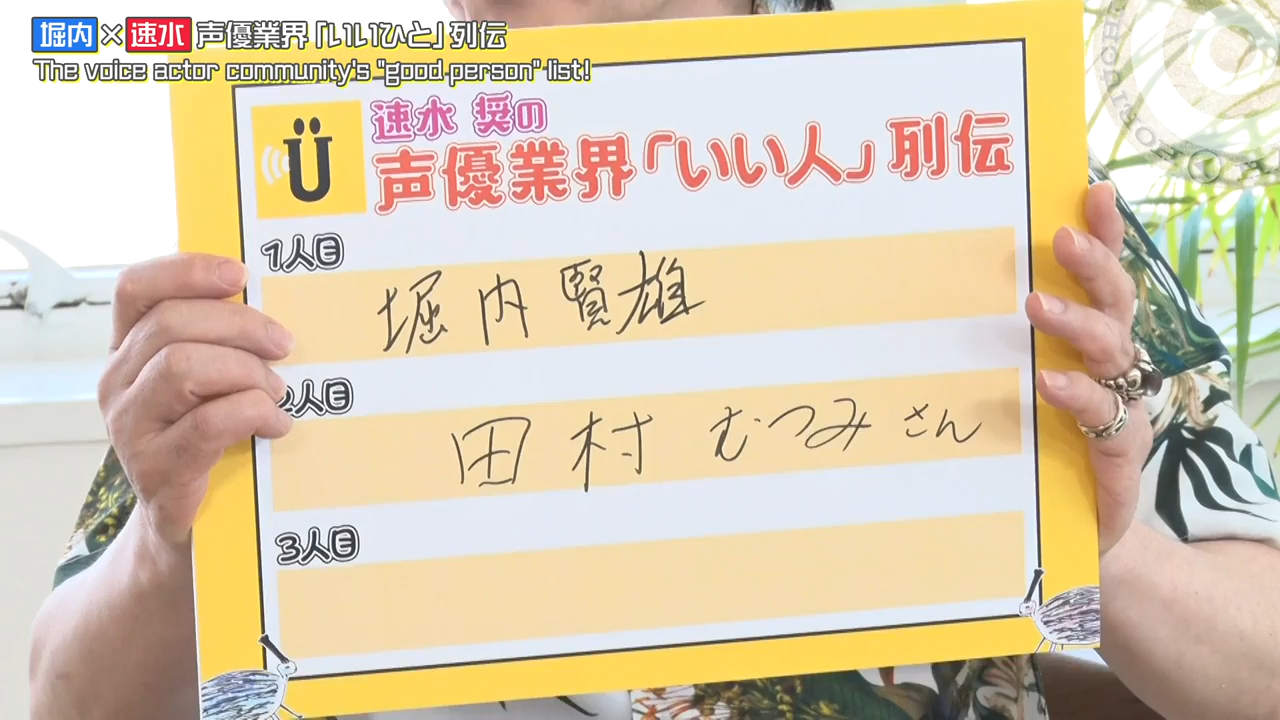 堀内×速水 声優業界「いいひと」列伝
The voice actor community's "good person" list!
Ü
速水 奨の
声優業界「いい人」列伝
1人目
堀内賢雄
2人目
田村むつみさん
3人目